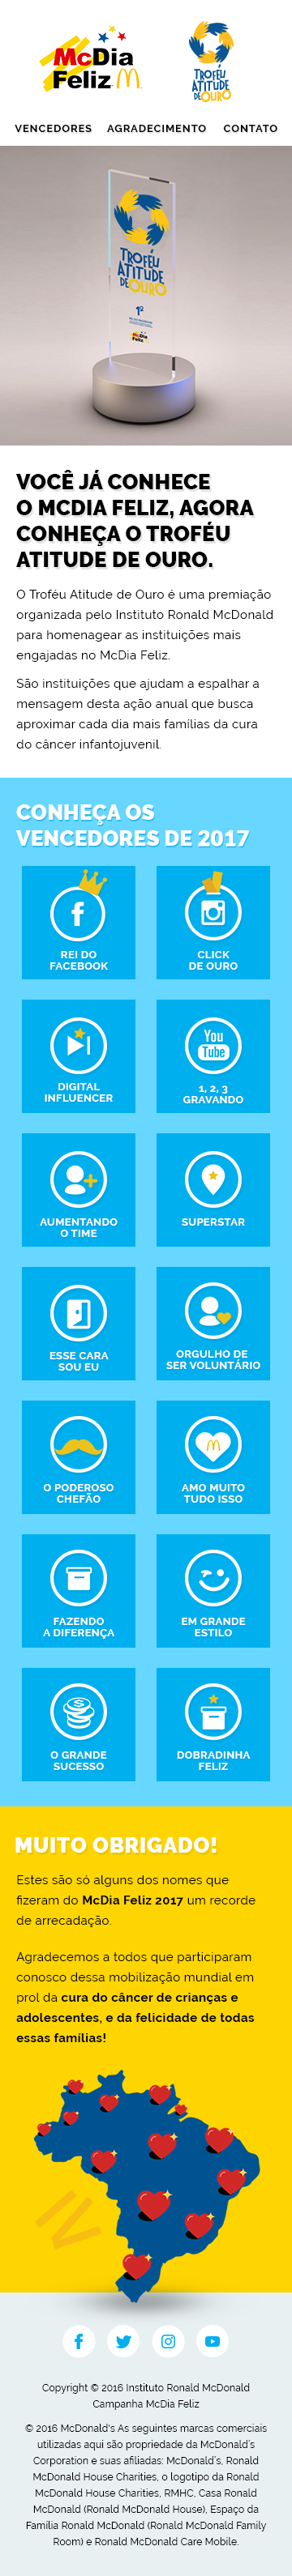 McDia
Feliz
TROFÉU
ATITUDE
DE OURO
VENCEDORES AGRADECIMENTO CONTATO
TROFÉU
ATITUDE
DE OURO
1º
McDia
Feliz
VOCÊ JÁ CONHECE
O MCDIA FELIZ, AGORA
CONHEÇA O TROFÉU
ATITUDE DE OURO.
O Troféu Atitude de Ouro é uma premiação
organizada pelo Instituto Ronald McDonald
para homenagear as instituições mais
engajadas no McDia Feliz.
São instituições que ajudam a espalhar a
mensagem desta ação anual que busca
aproximar cada dia mais famílias da cura
do câncer infantojuvenil.
CONHEÇA OS
VENCEDORES DE 2017
REI DO
FACEBOOK
CLICK
DE OURO
DIGITAL
INFLUENCER
You
Tube
1, 2, 3
GRAVANDO
AUMENTANDO
O TIME
SUPERSTAR
ESSE CARA
SOU EU
ORGULHO DE
SER VOLUNTÁRIO
O PODEROSO
CHEFÃO
AMO MUITO
TUDO ISSO
FAZENDO
A DIFERENÇA
EM GRANDE
ESTILO
O GRANDE
SUCESSO
DOBRADINHA
FELIZ
MUITO OBRIGADO!
Estes são só alguns dos nomes que
fizeram do McDia Feliz 2017 um recorde
de arrecadação.
Agradecemos a todos que participaram
conosco dessa mobilização mundial em
prol da cura do câncer de crianças e
adolescentes, e da felicidade de todas
essas famílias!
Copyright © 2016 Instituto Ronald McDonald
Campanha McDia Feliz
© 2016 McDonald's As seguintes marcas comerciais
utilizadas aqui são propriedade da McDonald's
Corporation e suas afiliadas: McDonald's, Ronald
McDonald House Charities, o logotipo da Ronald
McDonald House Charities, RMHC, Casa Ronald
McDonald (Ronald McDonald House), Espaço da
Família Ronald McDonald (Ronald McDonald Family
Room) e Ronald McDonald Care Mobile.